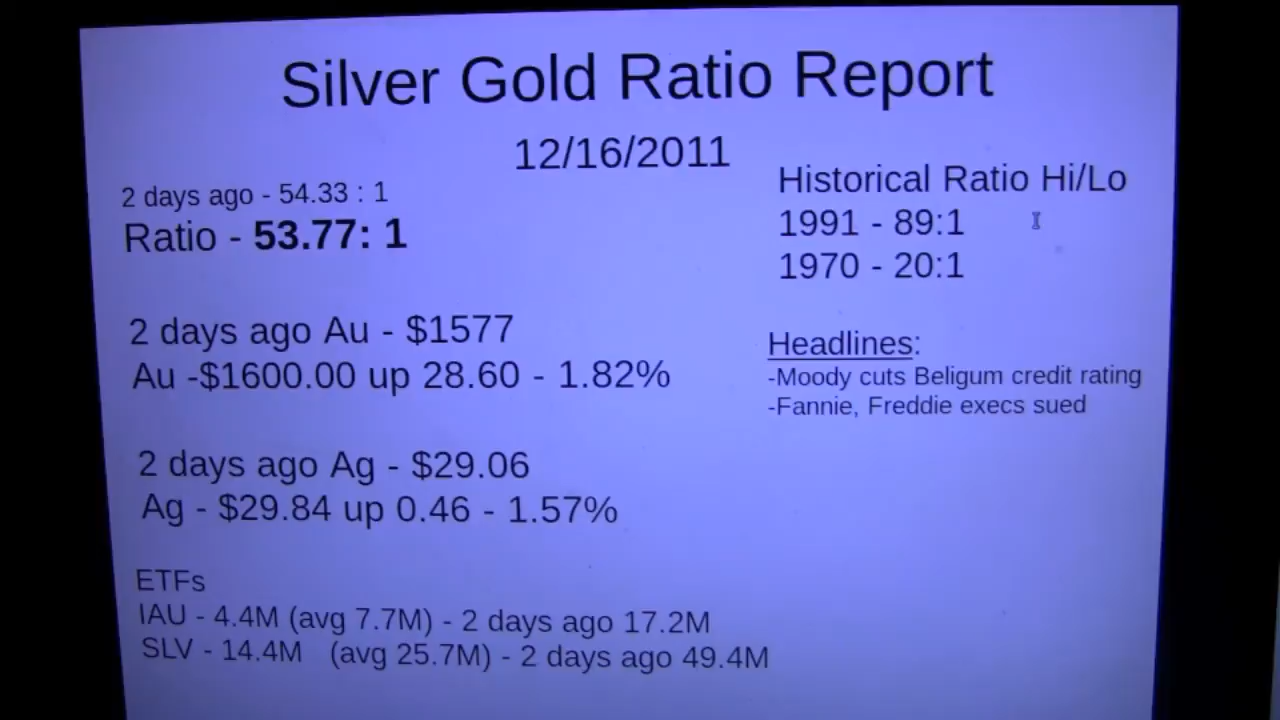 Silver Gold Ratio Report
12/16/2011
2 days ago - 54.33 : 1
Ratio - 53.77: 1
2 days ago Au - $1577
Au -$1600.00 up 28.60 - 1.82%
2 days ago Ag - $29.06
Ag - $29.84 up 0.46 - 1.57%
ETFs
IAU - 4.4M (avg 7.7M) - 2 days ago 17.2M
SLV - 14.4M (avg 25.7M) - 2 days ago 49.4M
Historical Ratio Hi/Lo
1991 - 89:1
1970 - 20:1
Headlines:
-Moody cuts Beligum credit rating
-Fannie, Freddie execs sued